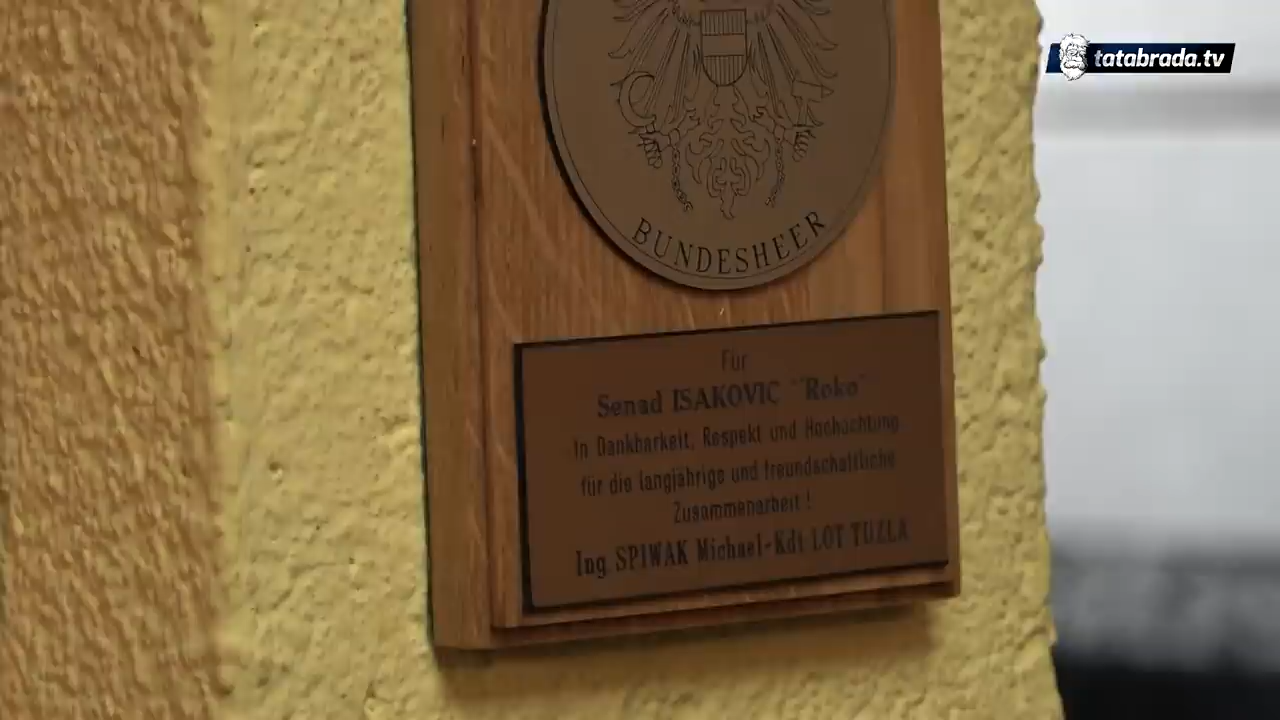 tatabrada.tv
BUNDESHEER
Für
Senad ISAKOVIC "Roko"
in Dankbarkeit, Respekt und Hochachtung
für die langjährige und freundschaftliche
Zusammenarbeit !
Ing. SPIWAK Michael-Kdt LOT TUZLA